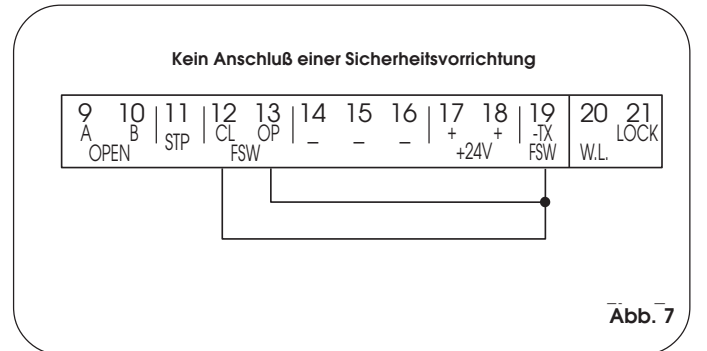 Kein Anschluß einer Sicherheitsvorrichtung
9 10 11 12 13 14 15 16 17 18 19 20 21
A B STP CL OP – – – + + -TX LOCK
OPEN FSW +24V FSW W.L.
Abb. 7